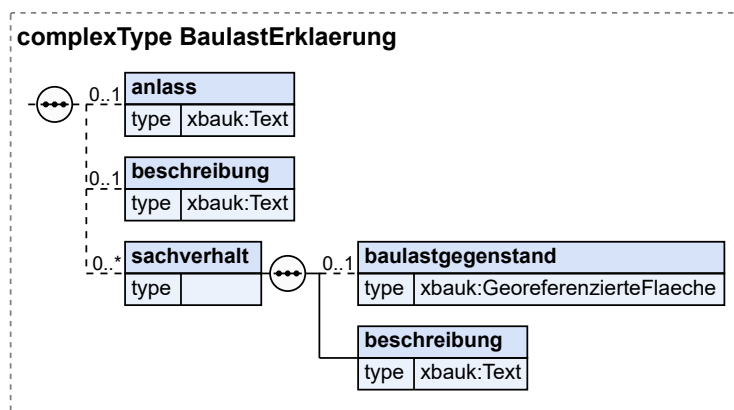 complexType BaulastErklaerung
0..1 anlass
type xbauk:Text
0..1 beschreibung
type xbauk:Text
0..* sachverhalt
type
0..1 baulastgegenstand
type xbauk:GeoreferenzierteFlaeche
beschreibung
type xbauk:Text